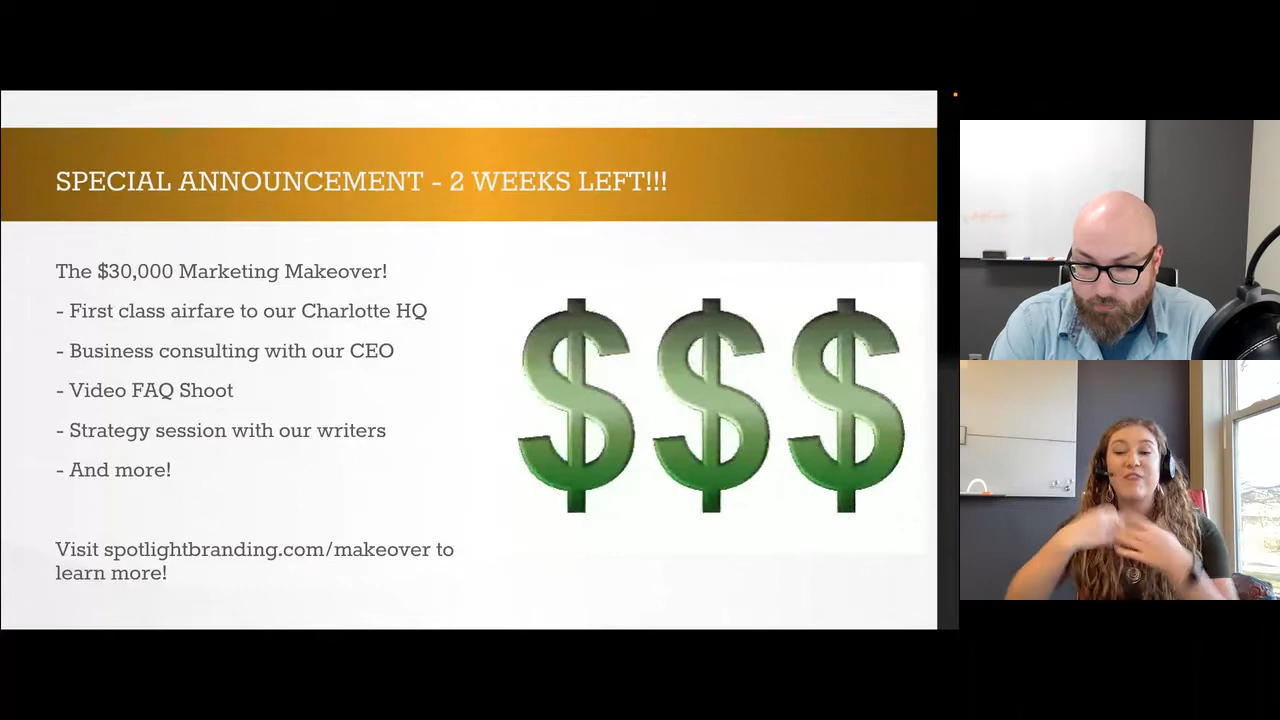 SPECIAL ANNOUNCEMENT - 2 WEEKS LEFT!!!
The $30,000 Marketing Makeover!
- First class airfare to our Charlotte HQ
- Business consulting with our CEO
- Video FAQ Shoot
- Strategy session with our writers
- And more!
Visit spotlightbranding.com/makeover to
learn more!
$$$